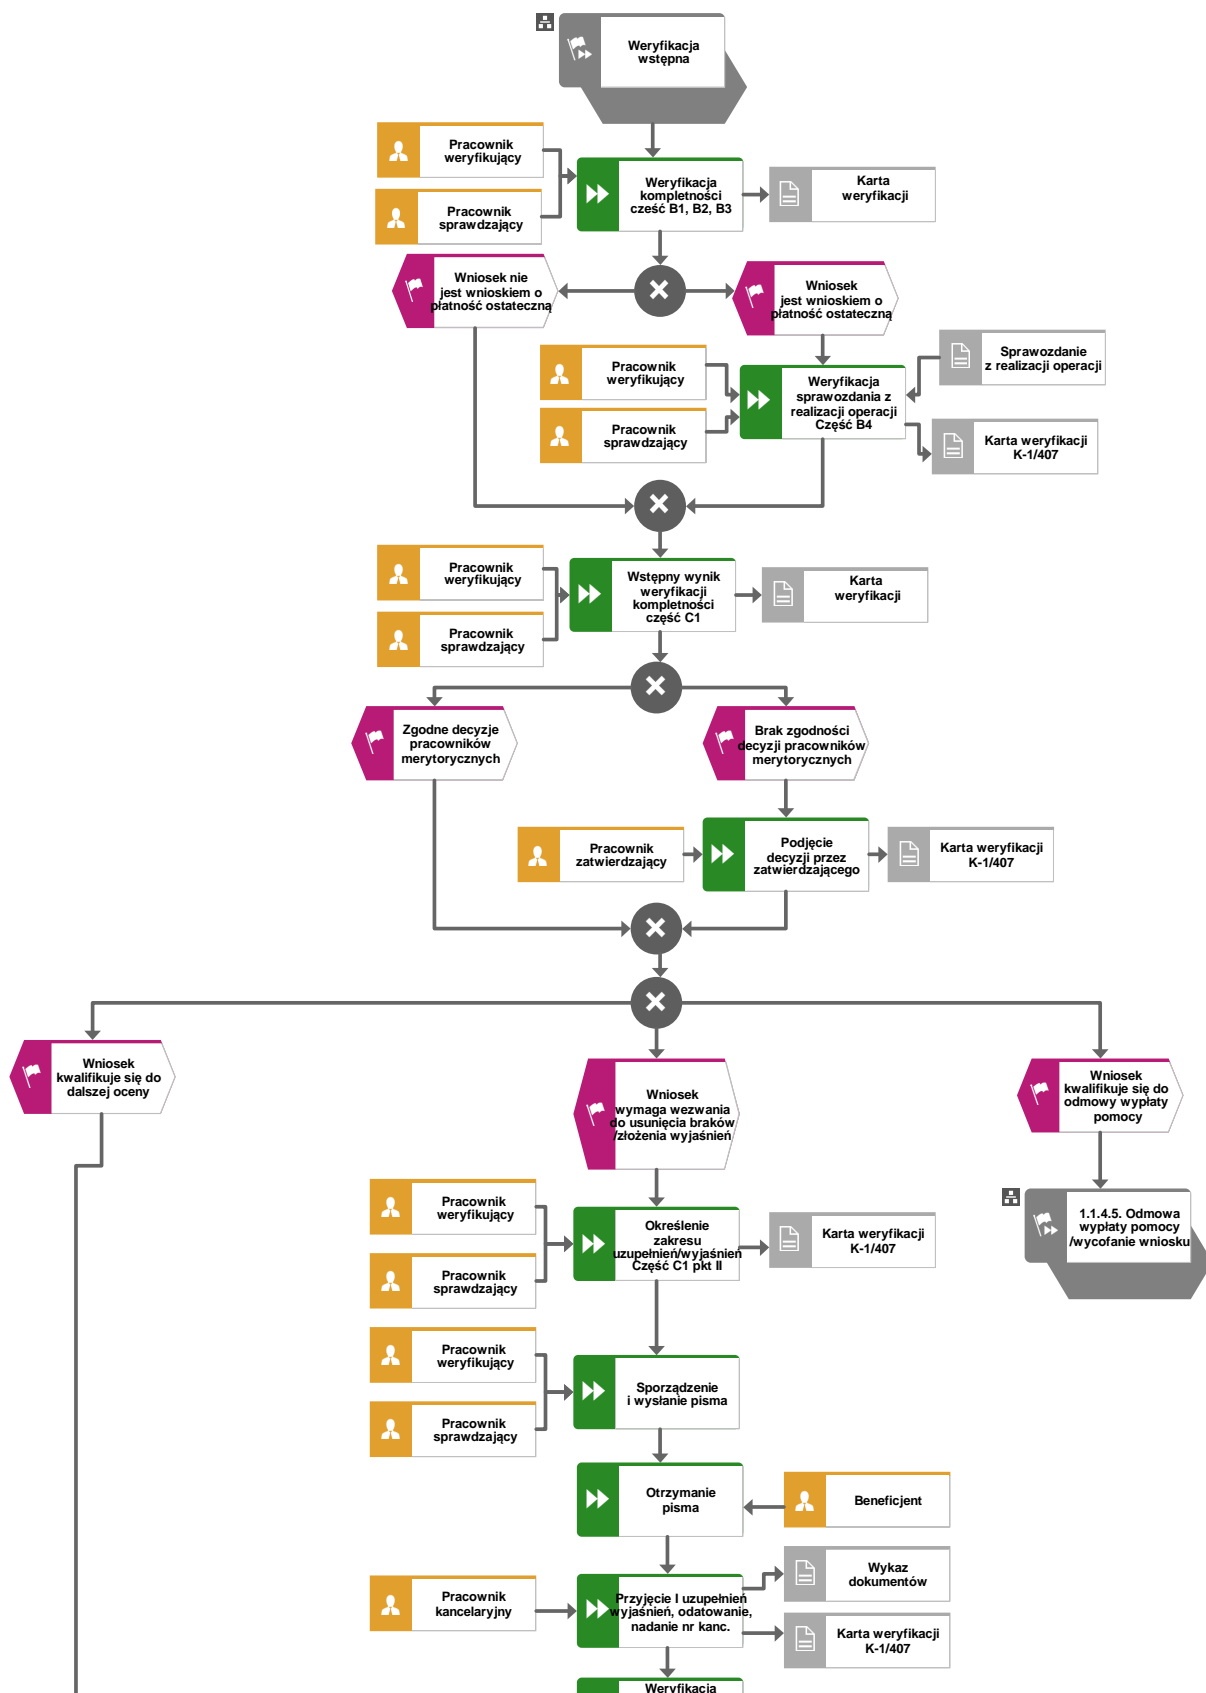 Weryfikacja
wstępna
Pracownik
weryfikujący
Pracownik
sprawdzający
Weryfikacja
kompletności
cześć B1, B2, B3
Karta
weryfikacji
Wniosek nie
jest wnioskiem o
płatność ostateczną
Wniosek
jest wnioskiem o
płatność ostateczną
Pracownik
weryfikujący
Pracownik
sprawdzający
Weryfikacja
sprawozdania z
realizacji operacji
Część B4
Sprawozdanie
z realizacji operacji
Karta weryfikacji
K-1/407
Pracownik
weryfikujący
Pracownik
sprawdzający
Wstępny wynik
weryfikacji
kompletności
część C1
Karta
weryfikacji
Zgodne decyzje
pracowników
merytorycznych
Brak zgodności
decyzji pracowników
merytorycznych
Pracownik
zatwierdzający
Podjęcie
decyzji przez
zatwierdzającego
Karta weryfikacji
K-1/407
Wniosek
kwalifikuje się do
dalszej oceny
Wniosek
wymaga wezwania
do usunięcia braków
/złożenia wyjaśnień
Wniosek
kwalifikuje się do
odmowy wypłaty
pomocy
Pracownik
weryfikujący
Pracownik
sprawdzający
Określenie
zakresu
uzupełnień/wyjaśnień
Część C1 pkt II
Karta weryfikacji
K-1/407
1.1.4.5. Odmowa
wypłaty pomocy
/wycofanie wniosku
Pracownik
weryfikujący
Pracownik
sprawdzający
Sporządzenie
i wysłanie pisma
Otrzymanie
pisma
Beneficjent
Pracownik
kancelaryjny
Przyjęcie I uzupełnień
wyjaśnień, odatowanie,
nadanie nr kanc.
Wykaz
dokumentów
Karta weryfikacji
K-1/407
Weryfikacja